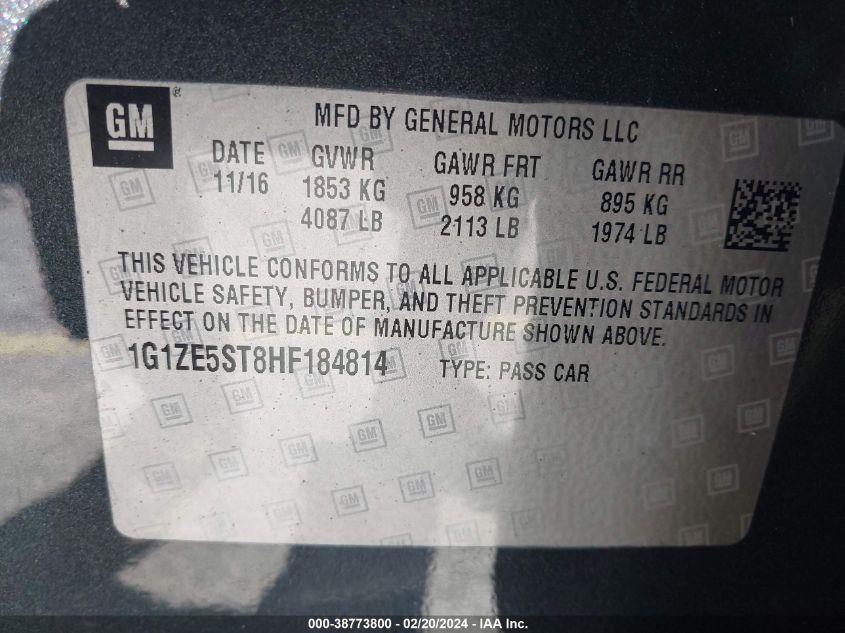 GM ®
MFD BY GENERAL MOTORS LLC
DATE GVWR GAWR FRT GAWR RR
11/16 1853 KG 958 KG 895 KG
4087 LB 2113 LB 1974 LB
THIS VEHICLE CONFORMS TO ALL APPLICABLE U.S. FEDERAL MOTOR
VEHICLE SAFETY, BUMPER, AND THEFT PREVENTION STANDARDS IN
EFFECT ON THE DATE OF MANUFACTURE SHOWN ABOVE.
1G1ZE5ST8HF184814 TYPE: PASS CAR
000-38773800 - 02/20/2024 - IAA Inc.